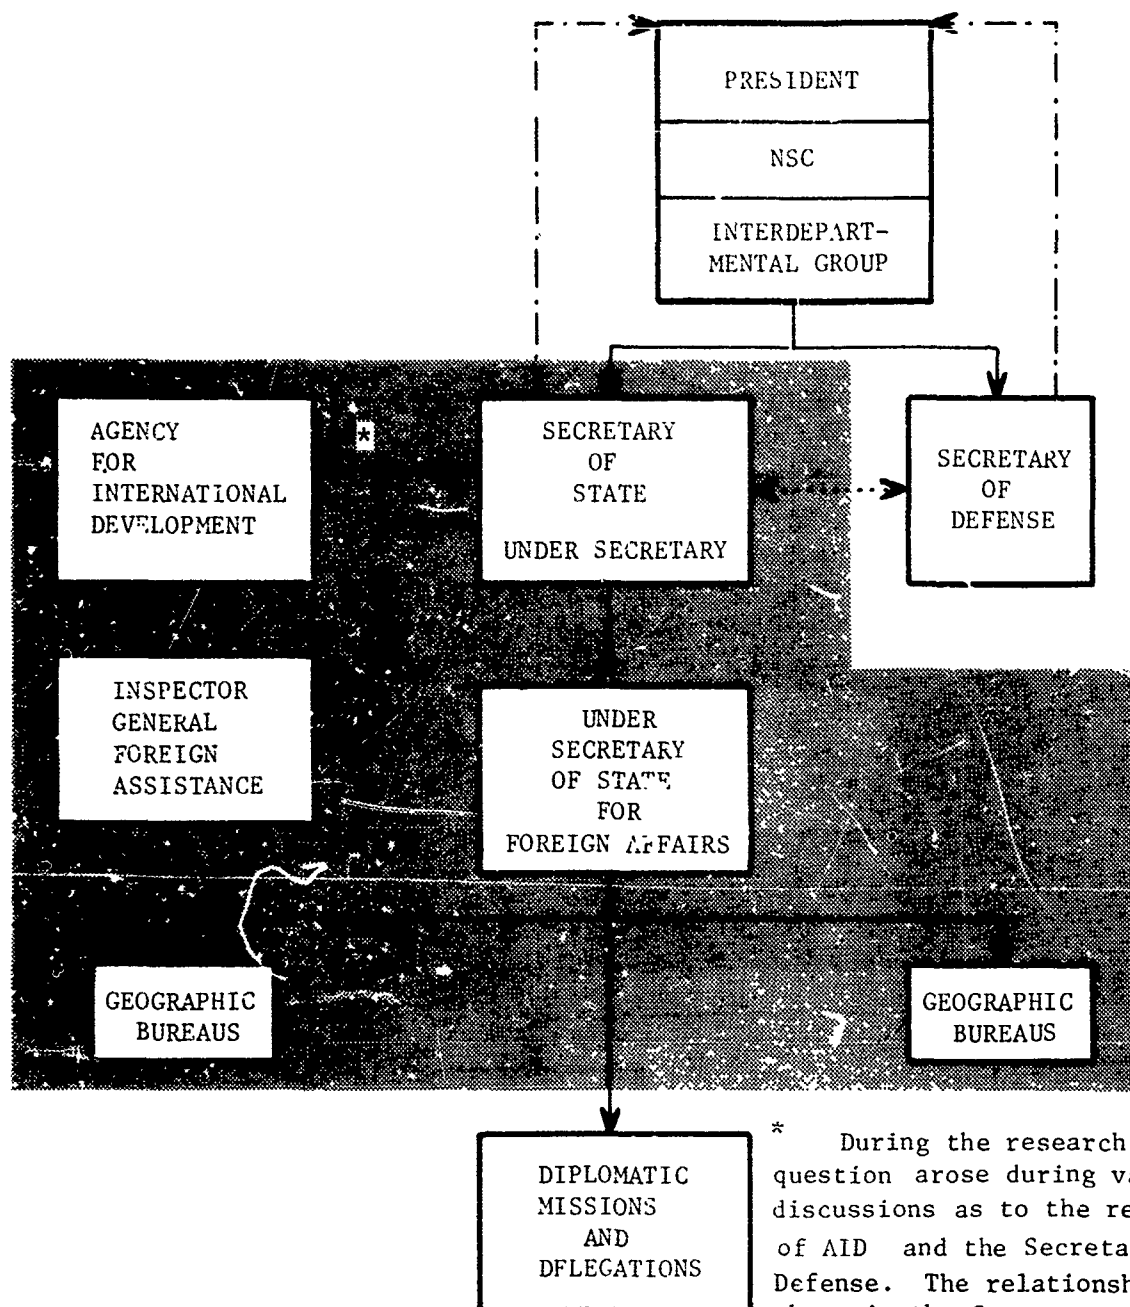 PRESIDENT
NSC
INTERDEPART-
MENTAL GROUP
AGENCY
FOR
INTERNATIONAL
DEVELOPMENT
*
SECRETARY
OF
STATE
UNDER SECRETARY
SECRETARY
OF
DEFENSE
INSPECTOR
GENERAL
FOREIGN
ASSISTANCE
UNDER
SECRETARY
OF STATE
FOR
FOREIGN AFFAIRS
GEOGRAPHIC
BUREAUS
GEOGRAPHIC
BUREAUS
DIPLOMATIC
MISSIONS
AND
DELEGATIONS
* During the research
question arose during va
discussions as to the re
of AID and the Secreta
Defense. The relationsh